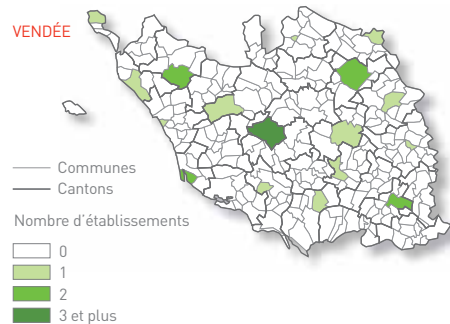 VENDÉE
Communes
Cantons
Nombre d'établissements
0
1
2
3 et plus